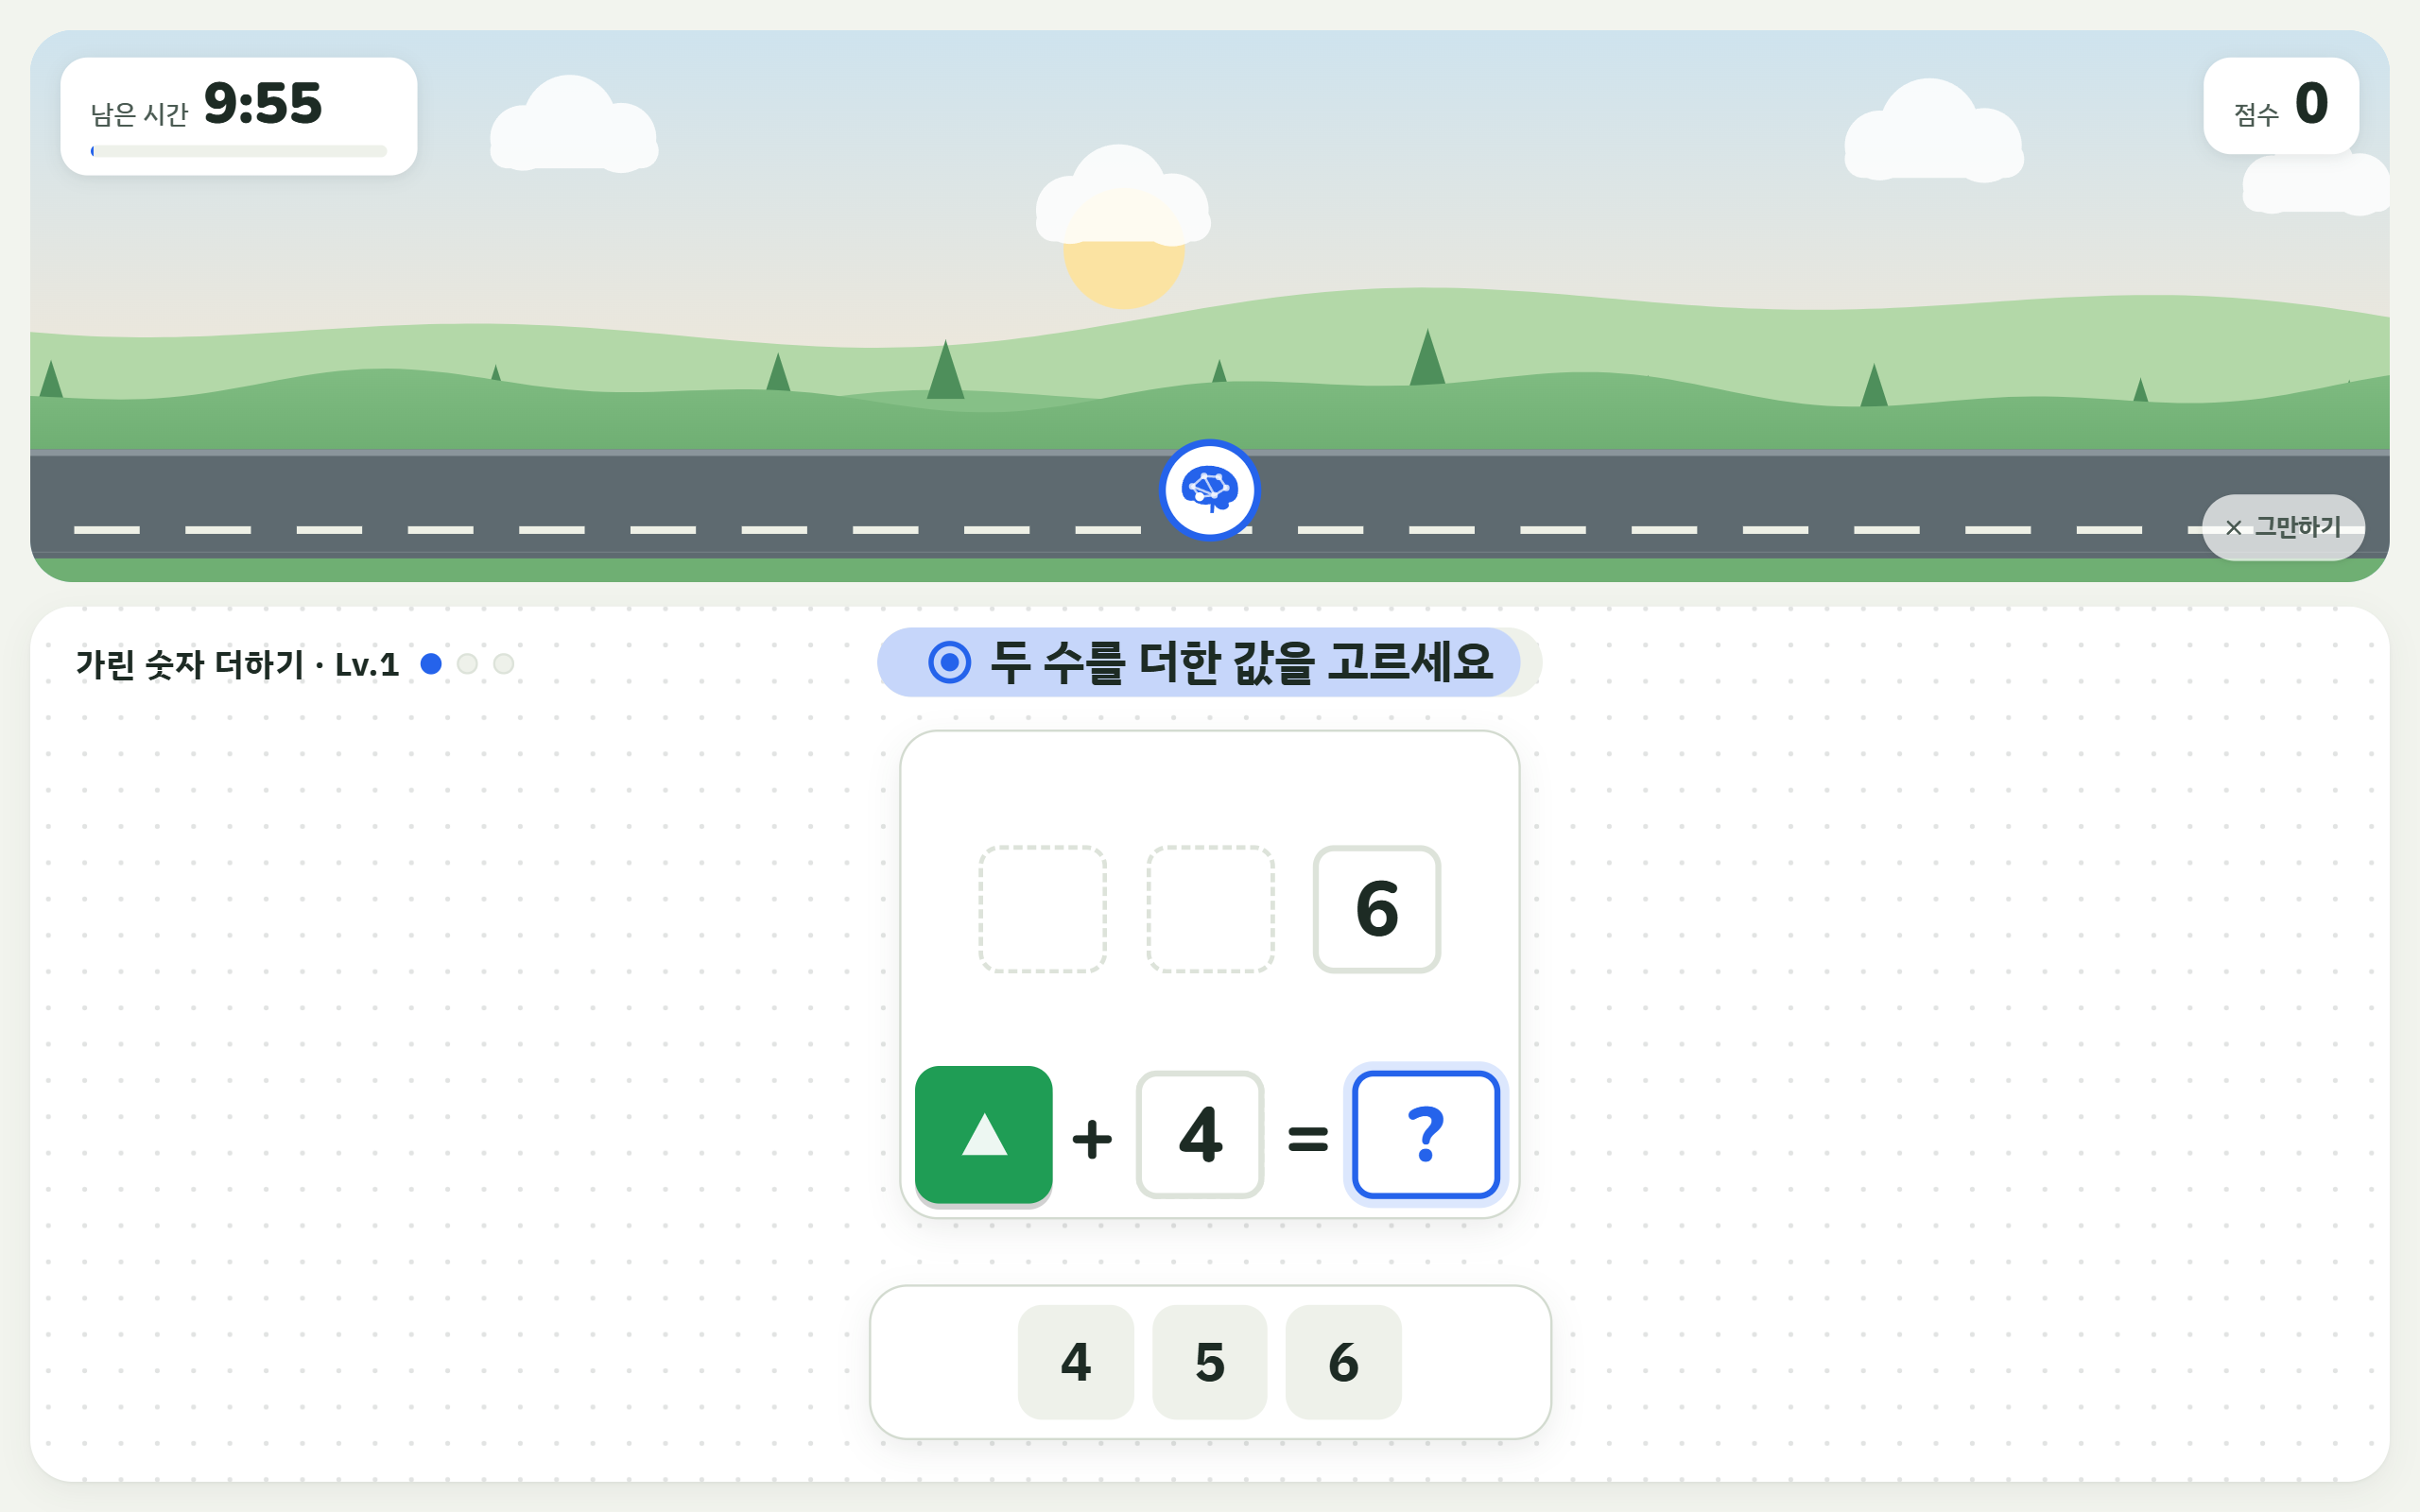 남은 시간 9:55
점수 0
× 그만하기
가린 숫자 더하기 · Lv.1
두 수를 더한 값을 고르세요
6
+ 4 = ?
4 5 6